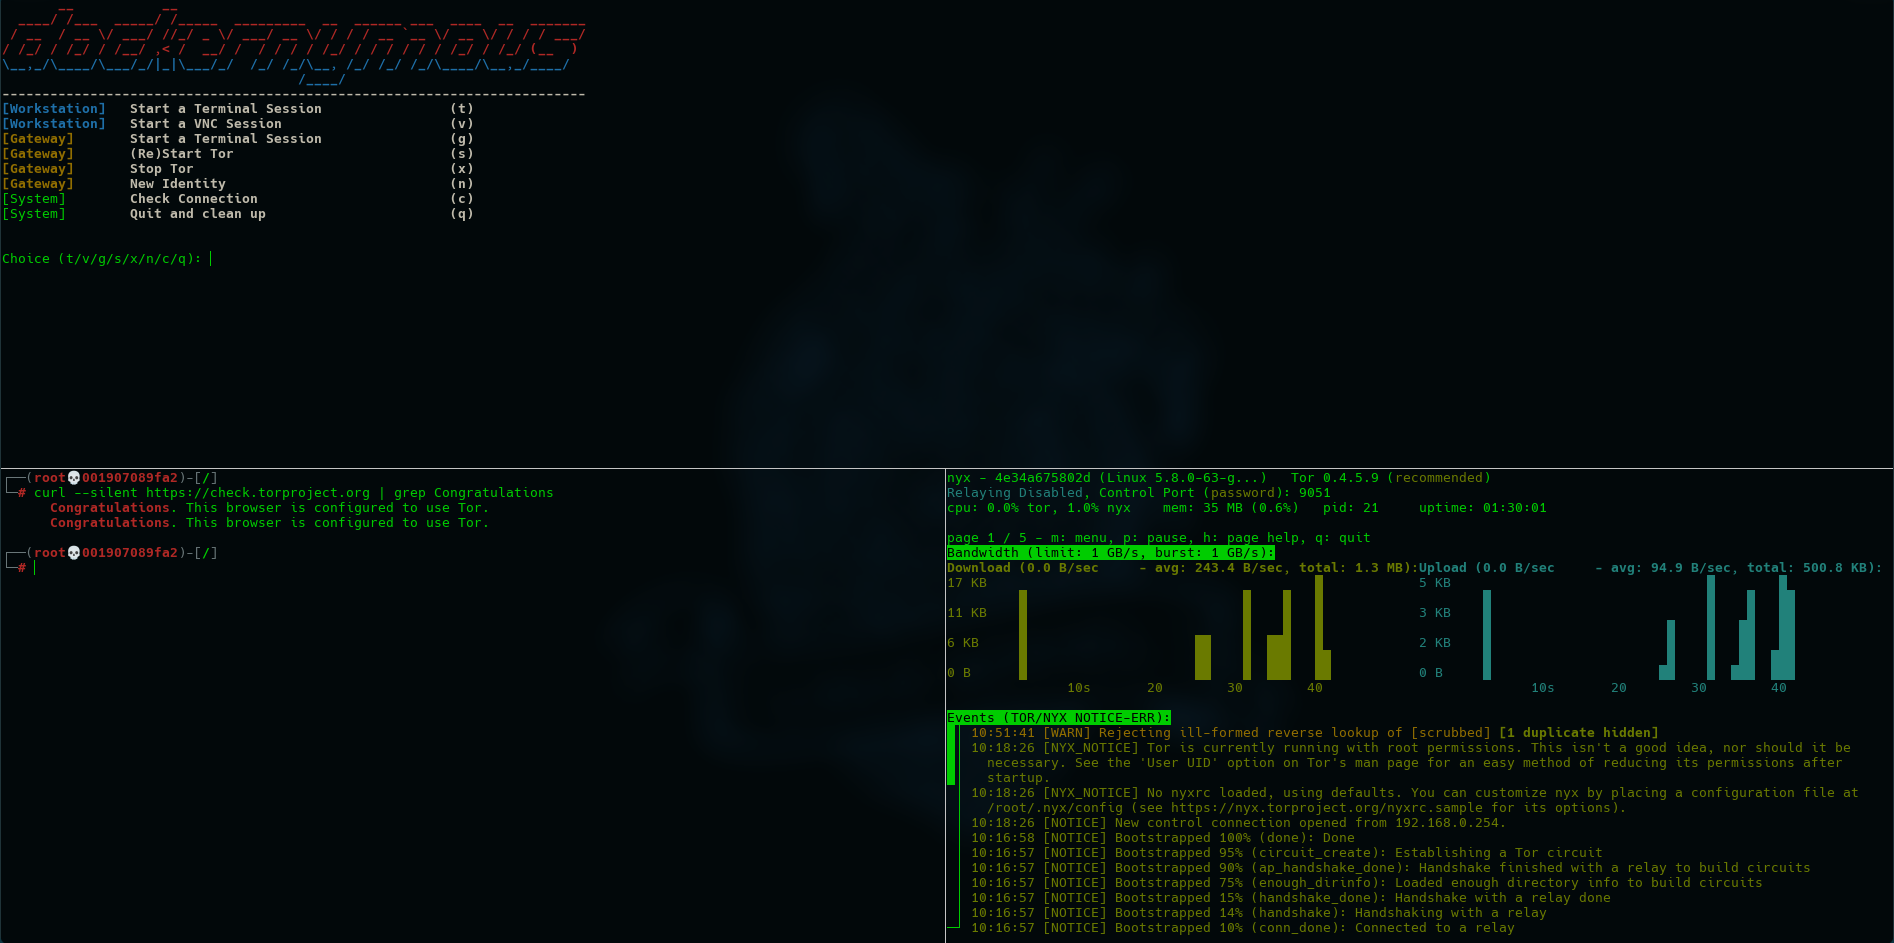 dockernymous
[Workstation]   Start a Terminal Session                (t)
[Workstation]   Start a VNC Session                     (v)
[Gateway]       Start a Terminal Session                (g)
[Gateway]       (Re)Start Tor                           (s)
[Gateway]       Stop Tor                                (x)
[Gateway]       New Identity                            (n)
[System]        Check Connection                        (c)
[System]        Quit and clean up                       (q)
Choice (t/v/g/s/x/n/c/q):
(root💀001907089fa2)-[/]
# curl --silent https://check.torproject.org | grep Congratulations
Congratulations. This browser is configured to use Tor.
Congratulations. This browser is configured to use Tor.
(root💀001907089fa2)-[/]
#
nyx - 4e34a675802d (Linux 5.8.0-63-g...)   Tor 0.4.5.9 (recommended)
Relaying Disabled, Control Port (password): 9051
cpu: 0.0% tor, 1.0% nyx    mem: 35 MB (0.6%)   pid: 21     uptime: 01:30:01
page 1 / 5 - m: menu, p: pause, h: page help, q: quit
Bandwidth (limit: 1 GB/s, burst: 1 GB/s):
Download (0.0 B/sec     - avg: 243.4 B/sec, total: 1.3 MB):Upload (0.0 B/sec     - avg: 94.9 B/sec, total: 500.8 KB):
17 KB 5 KB
11 KB 3 KB
6 KB 2 KB
0 B 0 B
10s 20 30 40 10s 20 30 40
Events (TOR/NYX NOTICE-ERR):
10:51:41 [WARN] Rejecting ill-formed reverse lookup of [scrubbed] [1 duplicate hidden]
10:18:26 [NYX_NOTICE] Tor is currently running with root permissions. This isn't a good idea, nor should it be
necessary. See the 'User UID' option on Tor's man page for an easy method of reducing its permissions after
startup.
10:18:26 [NYX_NOTICE] No nyxrc loaded, using defaults. You can customize nyx by placing a configuration file at
/root/.nyx/config (see https://nyx.torproject.org/nyxrc.sample for its options).
10:18:26 [NOTICE] New control connection opened from 192.168.0.254.
10:16:58 [NOTICE] Bootstrapped 100% (done): Done
10:16:57 [NOTICE] Bootstrapped 95% (circuit_create): Establishing a Tor circuit
10:16:57 [NOTICE] Bootstrapped 90% (ap_handshake_done): Handshake finished with a relay to build circuits
10:16:57 [NOTICE] Bootstrapped 75% (enough_dirinfo): Loaded enough directory info to build circuits
10:16:57 [NOTICE] Bootstrapped 15% (handshake_done): Handshake with a relay done
10:16:57 [NOTICE] Bootstrapped 14% (handshake): Handshaking with a relay
10:16:57 [NOTICE] Bootstrapped 10% (conn_done): Connected to a relay